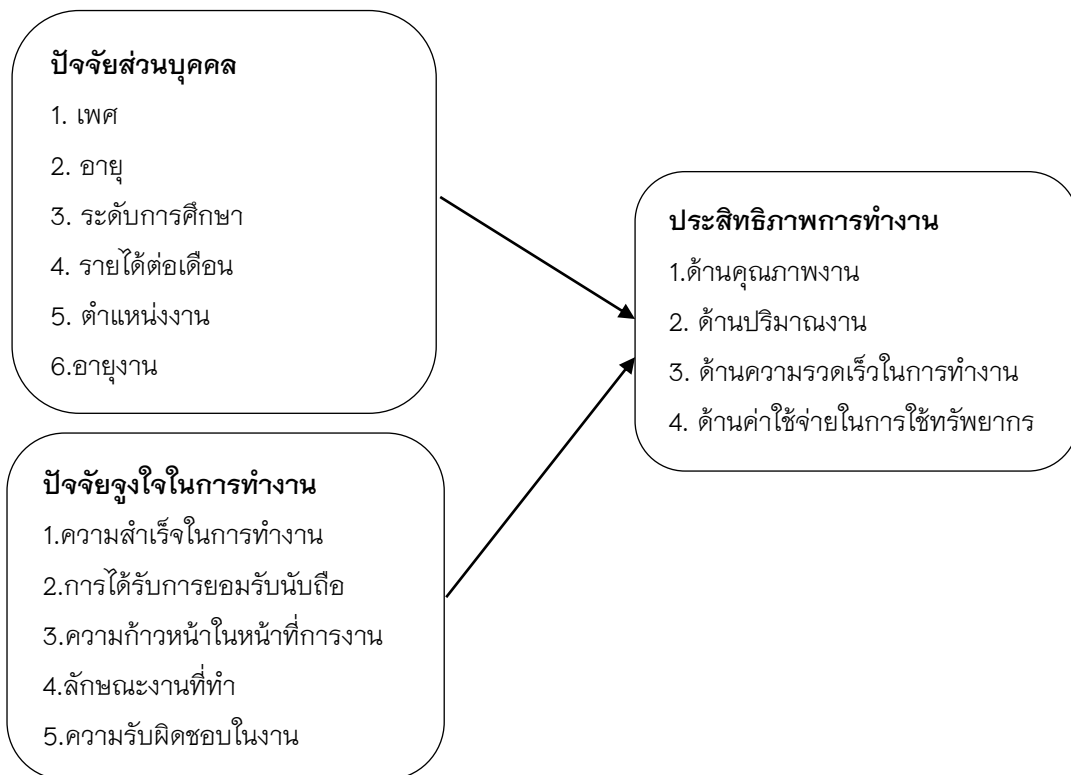 ปัจจัยส่วนบุคคล
1. เพศ
2. อายุ
3. ระดับการศึกษา
4. รายได้ต่อเดือน
5. ตำแหน่งงาน
6.อายุงาน
ประสิทธิภาพการทำงาน
1.ด้านคุณภาพงาน
2. ด้านปริมาณงาน
3. ด้านความรวดเร็วในการทำงาน
4. ด้านค่าใช้จ่ายในการใช้ทรัพยากร
ปัจจัยจูงใจในการทำงาน
1.ความสำเร็จในการทำงาน
2.การได้รับการยอมรับนับถือ
3.ความก้าวหน้าในหน้าที่การงาน
4.ลักษณะงานที่ทำ
5.ความรับผิดชอบในงาน